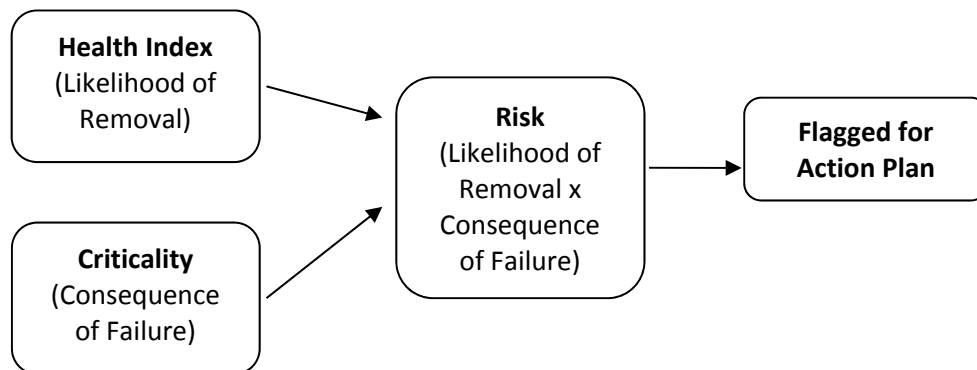 Health Index
(Likelihood of
Removal)
Criticality
(Consequence
of Failure)
Risk
(Likelihood of
Removal x
Consequence
of Failure)
Flagged for
Action Plan